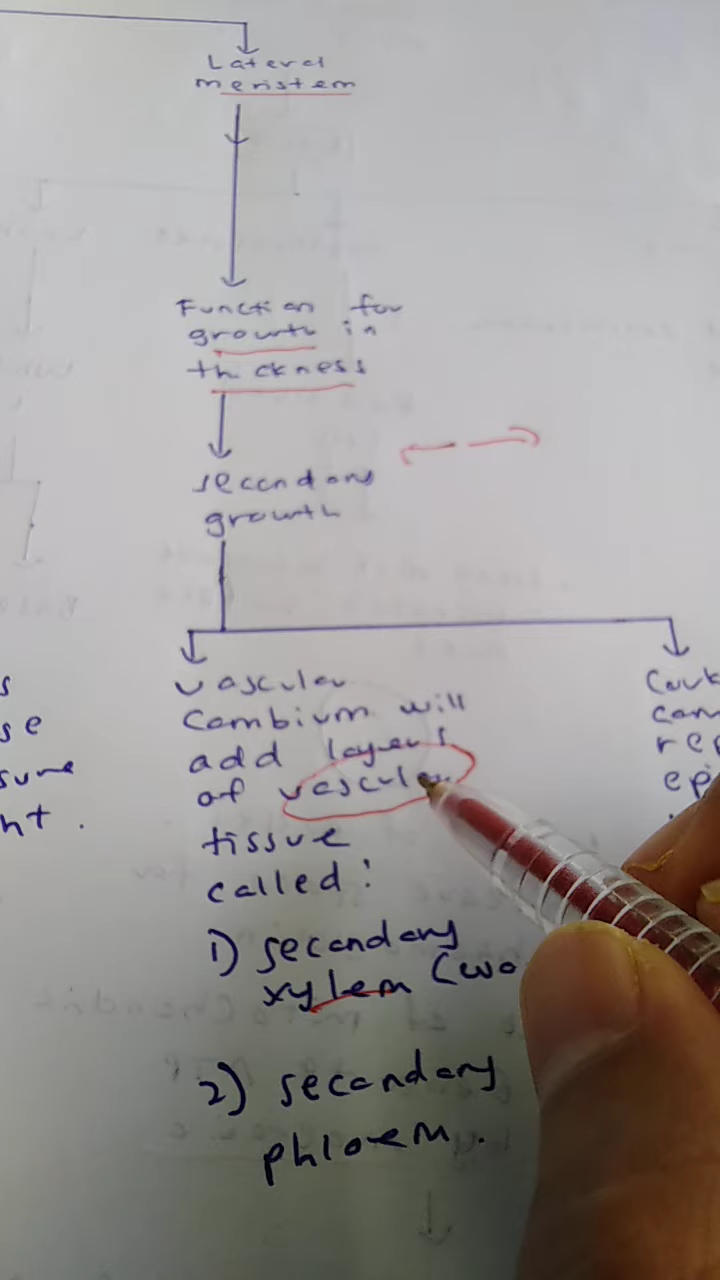 Lateral
meristem
Function for
growth in
thickness
secondary
growth
vascular
Cambium will
add layers
of vascular
tissue
called:
1) secondary
xylem
2) secondary
phloem.